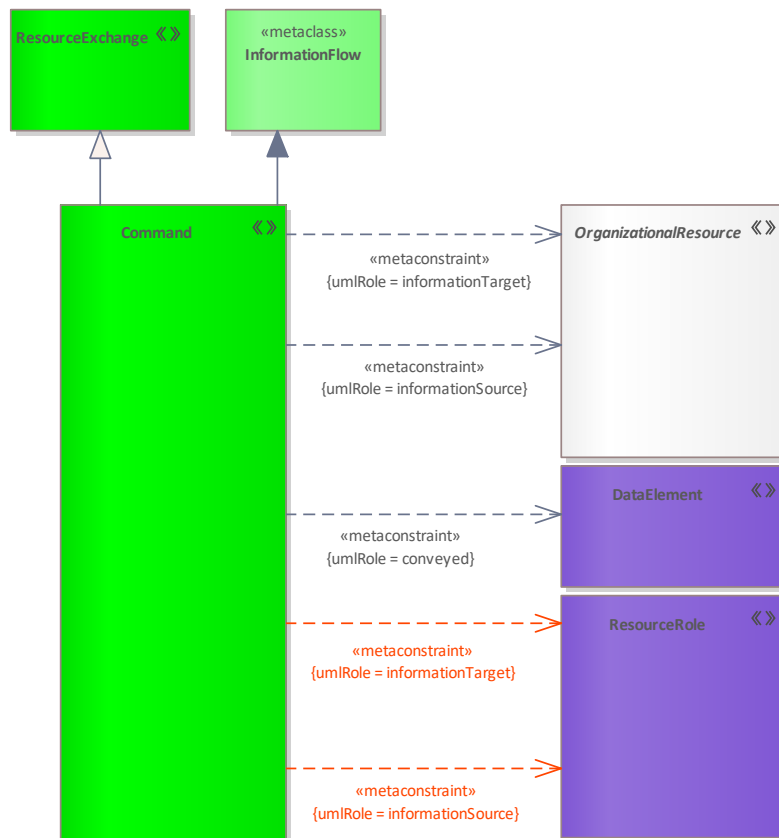 ResourceExchange «»
«metaclass»
InformationFlow
Command «»
OrganizationalResource «»
«metaconstraint»
{umlRole = informationTarget}
«metaconstraint»
{umlRole = informationSource}
DataElement «»
«metaconstraint»
{umlRole = conveyed}
ResourceRole «»
«metaconstraint»
{umlRole = informationTarget}
«metaconstraint»
{umlRole = informationSource}